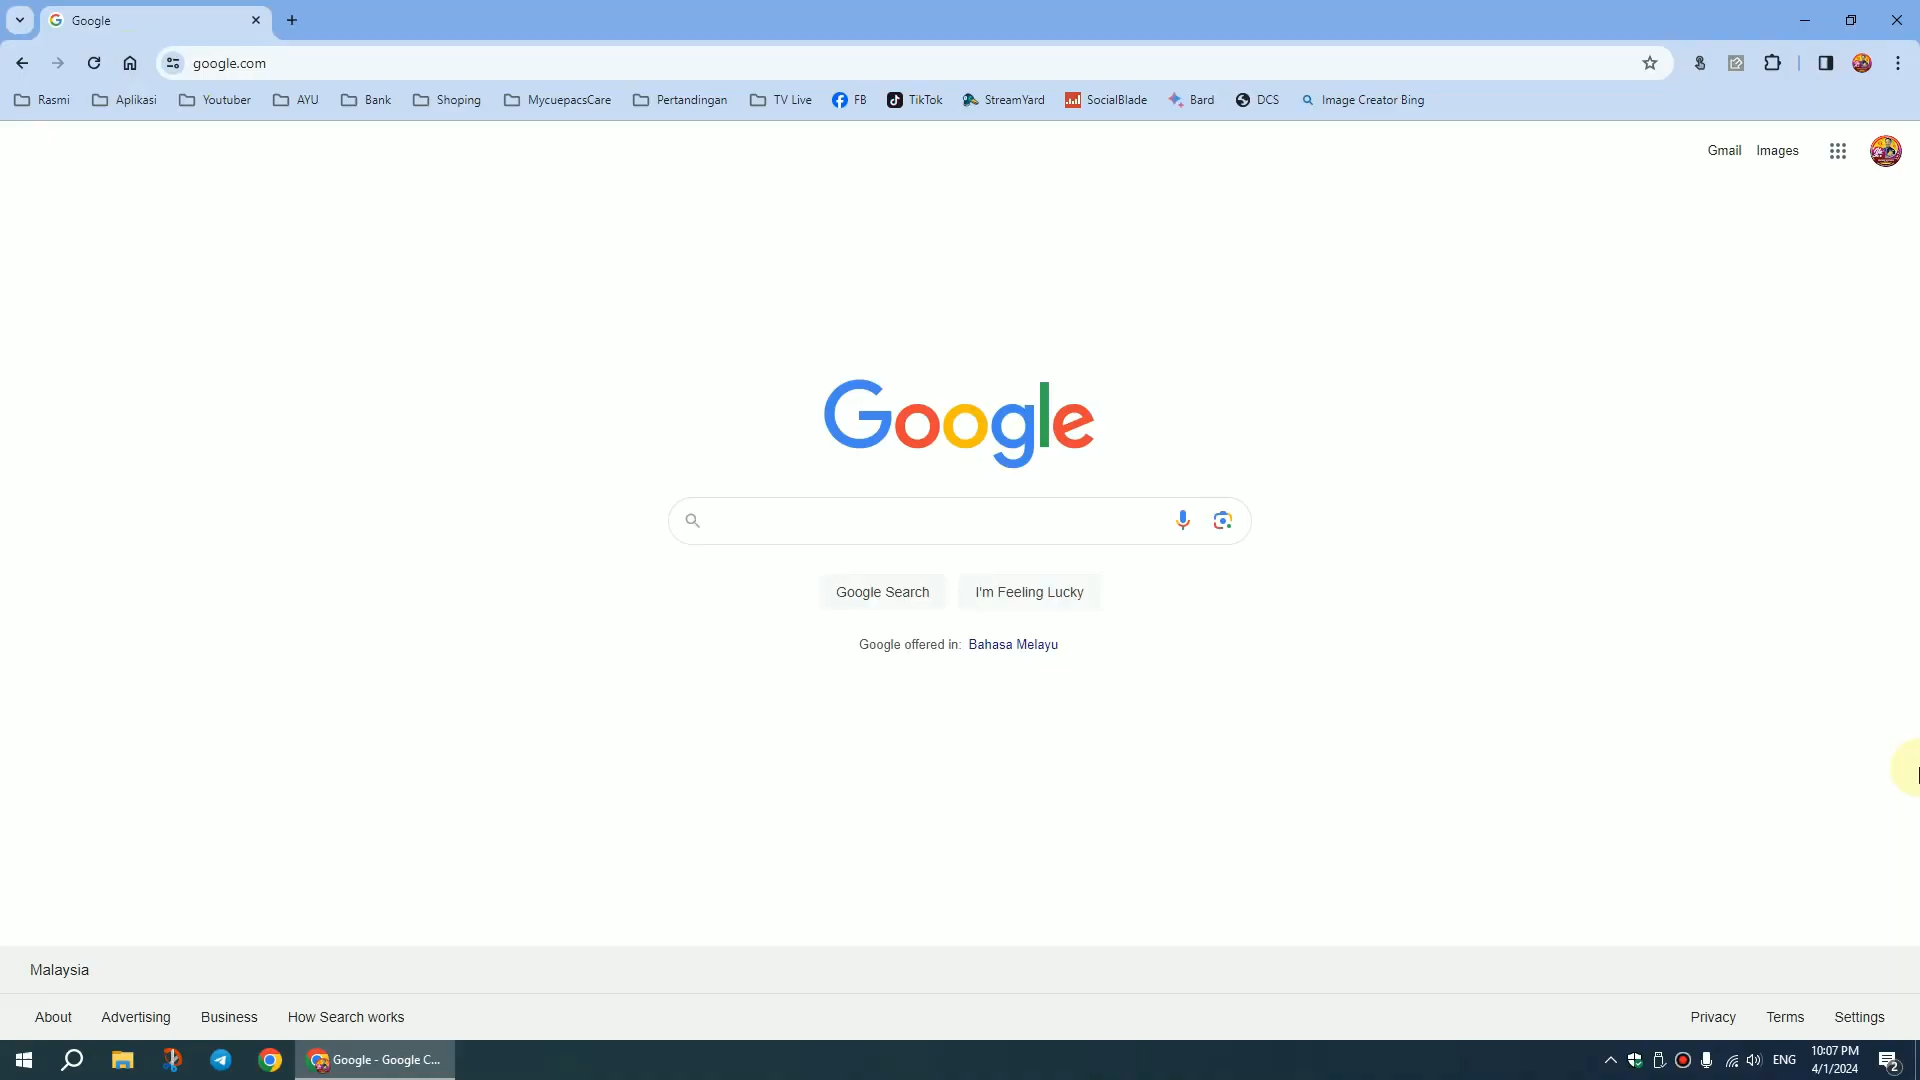 Google
google.com
Rasmi Aplikasi Youtuber AYU Bank Shoping MycuepacsCare Pertandingan TV Live FB TikTok StreamYard SocialBlade Bard DCS Image Creator Bing
Gmail Images
Google
Google Search I'm Feeling Lucky
Google offered in: Bahasa Melayu
Malaysia
About Advertising Business How Search works Privacy Terms Settings
Google - Google C... ENG 10:07 PM
4/1/2024 2